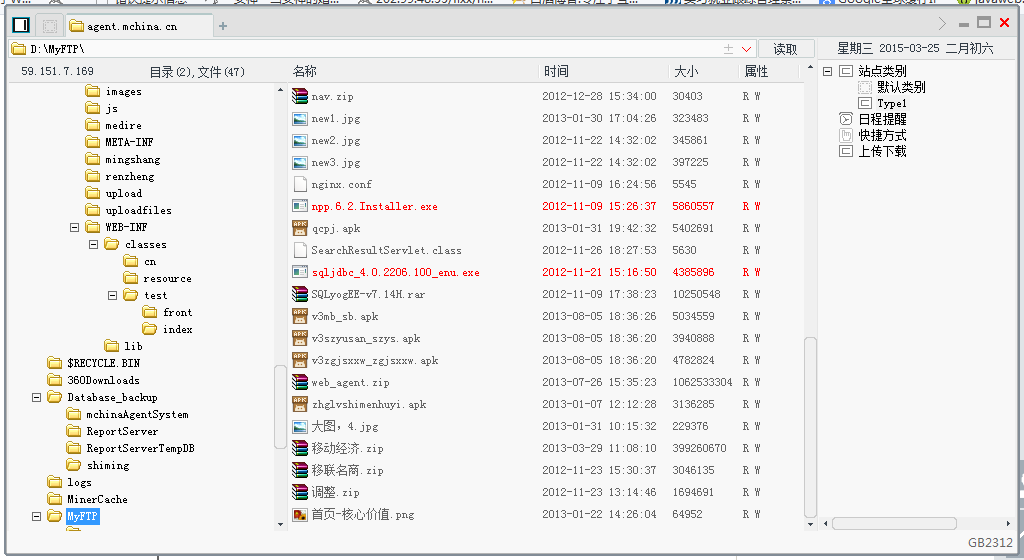 agent.mchina.cn
D:\MyFTP\
读取
星期三 2015-03-25 二月初六
59.151.7.169 目录(2),文件(47)
名称 时间 大小 属性
images
js
medire
META-INF
mingshang
renzheng
upload
uploadfiles
WEB-INF
classes
cn
resource
test
front
index
lib
$RECYCLE.BIN
360Downloads
Database_backup
mchinaAgentSystem
ReportServer
ReportServerTempDB
shiming
logs
MinerCache
MyFTP
nav.zip 2012-12-28 15:34:00 30403 R W
new1.jpg 2013-01-30 17:04:26 323483 R W
new2.jpg 2012-11-22 14:32:02 345861 R W
new3.jpg 2012-11-22 14:32:02 397225 R W
nginx.conf 2012-11-09 16:24:56 5545 R W
npp.6.2.Installer.exe 2012-11-09 15:26:37 5860557 R W
qcpj.apk 2013-01-31 19:42:32 5402691 R W
SearchResultServlet.class 2012-11-26 18:27:53 5630 R W
sqljdbc_4.0.2206.100_enu.exe 2012-11-21 15:16:50 4385896 R W
SQLyogEE-v7.14H.rar 2012-11-09 17:38:23 10250548 R W
v3mb_sb.apk 2013-08-05 18:36:26 5034559 R W
v3szyusan_szys.apk 2013-08-05 18:36:20 3940888 R W
v3zgjsxxw_zgjsxxw.apk 2013-08-05 18:36:20 4782824 R W
web_agent.zip 2013-07-26 15:35:23 1062533304 R W
zhglvshimenhuyi.apk 2013-01-07 12:12:28 3136285 R W
大图，4.jpg 2013-01-31 10:15:32 229376 R W
移动经济.zip 2013-03-29 11:08:10 399260670 R W
移联名商.zip 2012-11-23 15:30:37 3046135 R W
调整.zip 2012-11-23 13:14:46 1694691 R W
首页-核心价值.png 2013-01-22 14:26:04 64952 R W
站点类别
默认类别
Type1
日程提醒
快捷方式
上传下载
GB2312